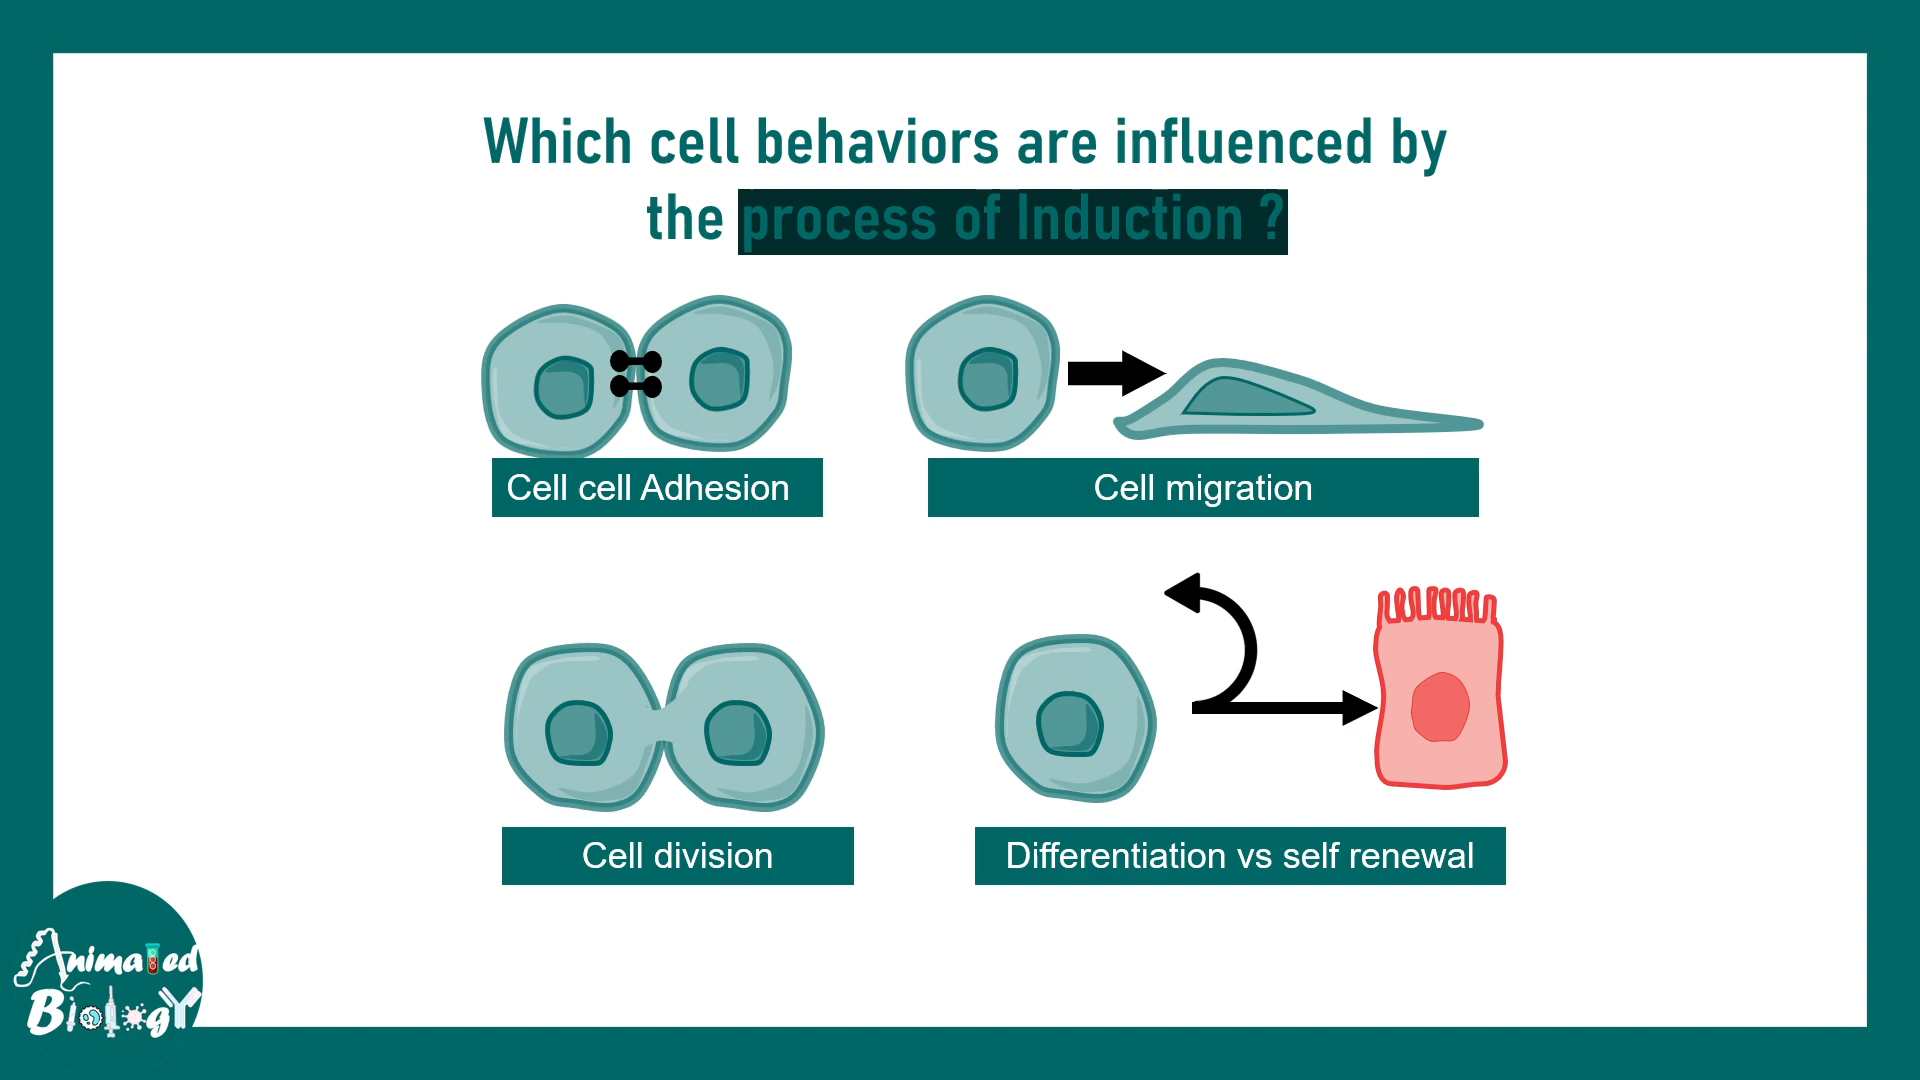 Which cell behaviors are influenced by
the process of Induction ?
Cell cell Adhesion
Cell migration
Cell division
Differentiation vs self renewal
Animated
Biology